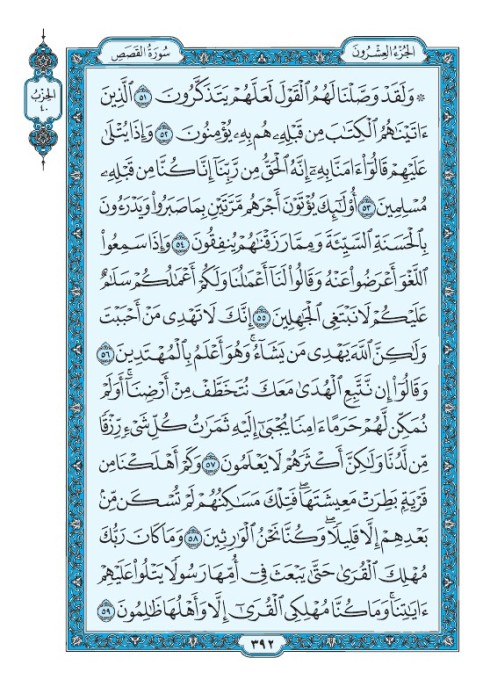 سُورَةُ القَصَصِ
الجُزْءُ العِشْرُونَ
الحِزْبُ
٤٠
۞ وَلَقَدْ وَصَّلْنَا لَهُمُ ٱلْقَوْلَ لَعَلَّهُمْ يَتَذَكَّرُونَ ٥١ ٱلَّذِينَ
ءَاتَيْنَٰهُمُ ٱلْكِتَٰبَ مِن قَبْلِهِۦ هُم بِهِۦ يُؤْمِنُونَ ٥٢ وَإِذَا يُتْلَىٰ
عَلَيْهِمْ قَالُوٓا۟ ءَامَنَّا بِهِۦٓ إِنَّهُ ٱلْحَقُّ مِن رَّبِّنَآ إِنَّا كُنَّا مِن قَبْلِهِۦ
مُسْلِمِينَ ٥٣ أُو۟لَٰٓئِكَ يُؤْتَوْنَ أَجْرَهُم مَّرَّتَيْنِ بِمَا صَبَرُوا۟ وَيَدْرَءُونَ
بِٱلْحَسَنَةِ ٱلسَّيِّئَةَ وَمِمَّا رَزَقْنَٰهُمْ يُنفِقُونَ ٥٤ وَإِذَا سَمِعُوا۟
ٱللَّغْوَ أَعْرَضُوا۟ عَنْهُ وَقَالُوا۟ لَنَآ أَعْمَٰلُنَا وَلَكُمْ أَعْمَٰلُكُمْ سَلَٰمٌ
عَلَيْكُمْ لَا نَبْتَغِى ٱلْجَٰهِلِينَ ٥٥ إِنَّكَ لَا تَهْدِى مَنْ أَحْبَبْتَ
وَلَٰكِنَّ ٱللَّهَ يَهْدِى مَن يَشَآءُ ۚ وَهُوَ أَعْلَمُ بِٱلْمُهْتَدِينَ ٥٦
وَقَالُوٓا۟ إِن نَّتَّبِعِ ٱلْهُدَىٰ مَعَكَ نُتَخَطَّفْ مِنْ أَرْضِنَآ ۚ أَوَلَمْ
نُمَكِّن لَّهُمْ حَرَمًا ءَامِنًا يُجْبَىٰٓ إِلَيْهِ ثَمَرَٰتُ كُلِّ شَىْءٍ رِّزْقًا
مِّن لَّدُنَّا وَلَٰكِنَّ أَكْثَرَهُمْ لَا يَعْلَمُونَ ٥٧ وَكَمْ أَهْلَكْنَا مِن
قَرْيَةٍۭ بَطِرَتْ مَعِيشَتَهَا ۖ فَتِلْكَ مَسَٰكِنُهُمْ لَمْ تُسْكَن مِّنۢ
بَعْدِهِمْ إِلَّا قَلِيلًا ۖ وَكُنَّا نَحْنُ ٱلْوَٰرِثِينَ ٥٨ وَمَا كَانَ رَبُّكَ
مُهْلِكَ ٱلْقُرَىٰ حَتَّىٰ يَبْعَثَ فِىٓ أُمِّهَا رَسُولًا يَتْلُوا۟ عَلَيْهِمْ
ءَايَٰتِنَا ۚ وَمَا كُنَّا مُهْلِكِى ٱلْقُرَىٰٓ إِلَّا وَأَهْلُهَا ظَٰلِمُونَ ٥٩
٣٩٢